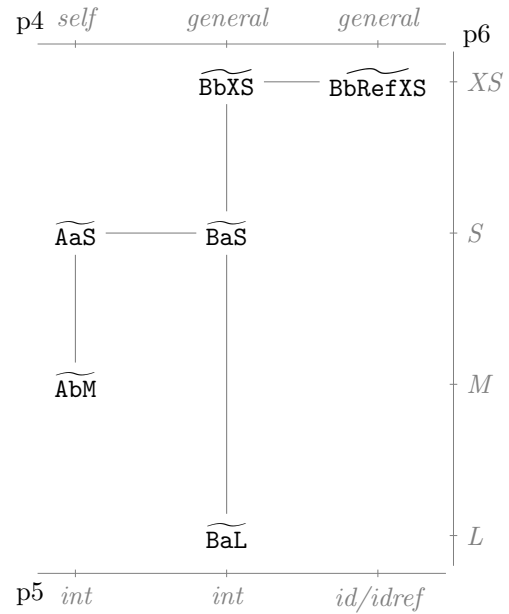 p4 self general general p6
BbXS BbRefXS XS
AaS BaS S
AbM M
BaL L
p5 int int id/idref